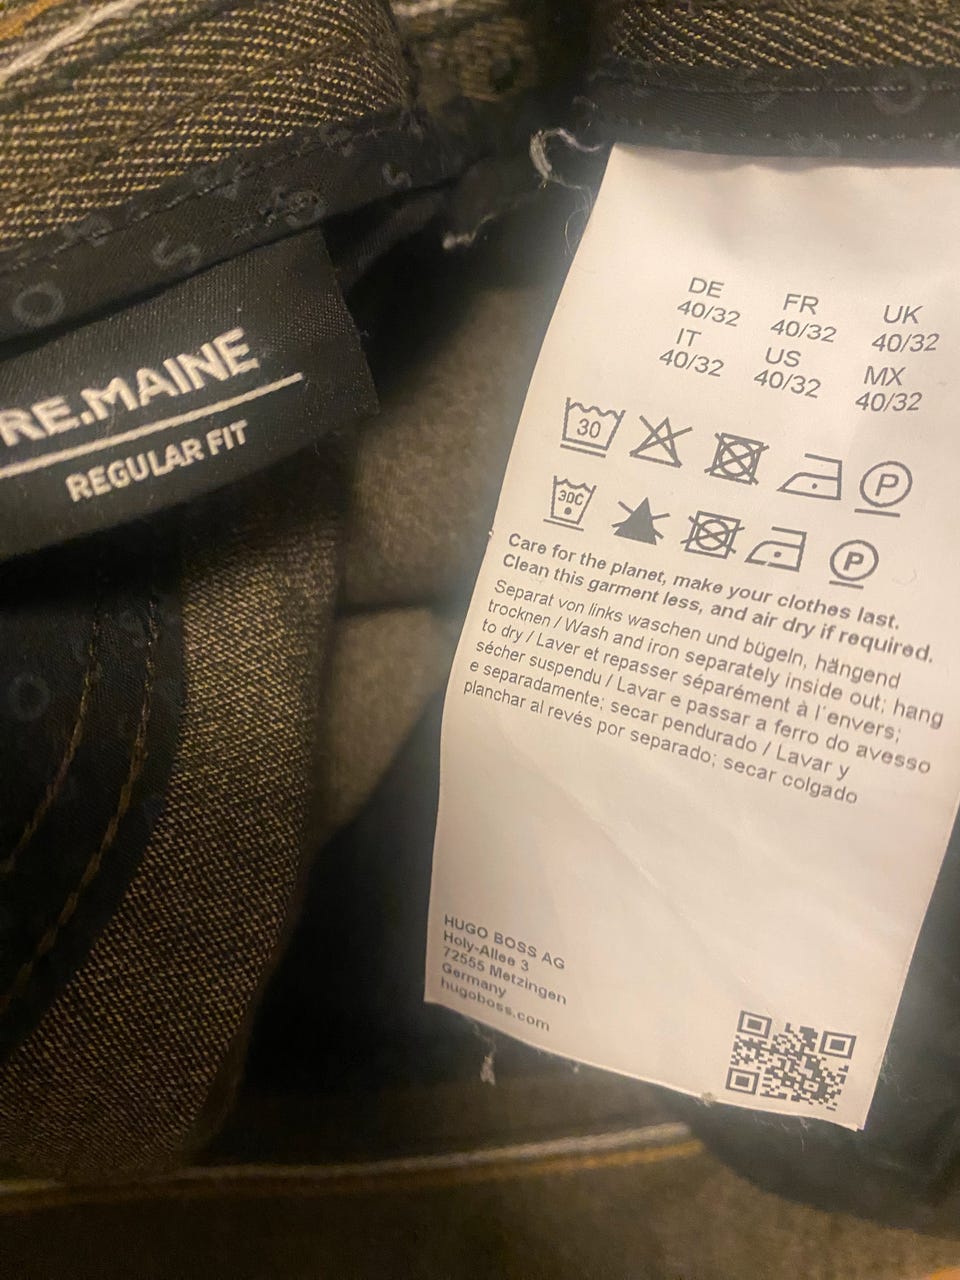 RE.MAINE
REGULAR FIT
DE FR UK
40/32 40/32 40/32
IT US MX
40/32 40/32 40/32
30 P
30C P
Care for the planet, make your clothes last.
Clean this garment less, and air dry if required.
Separat von links waschen und bügeln, hängend
trocknen / Wash and iron separately inside out; hang
to dry / Laver et repasser séparément à l'envers;
sécher suspendu / Lavar e passar a ferro do avesso
e separadamente; secar pendurado / Lavar y
planchar al revés por separado; secar colgado
HUGO BOSS AG
Holy-Allee 3
72555 Metzingen
Germany
hugoboss.com